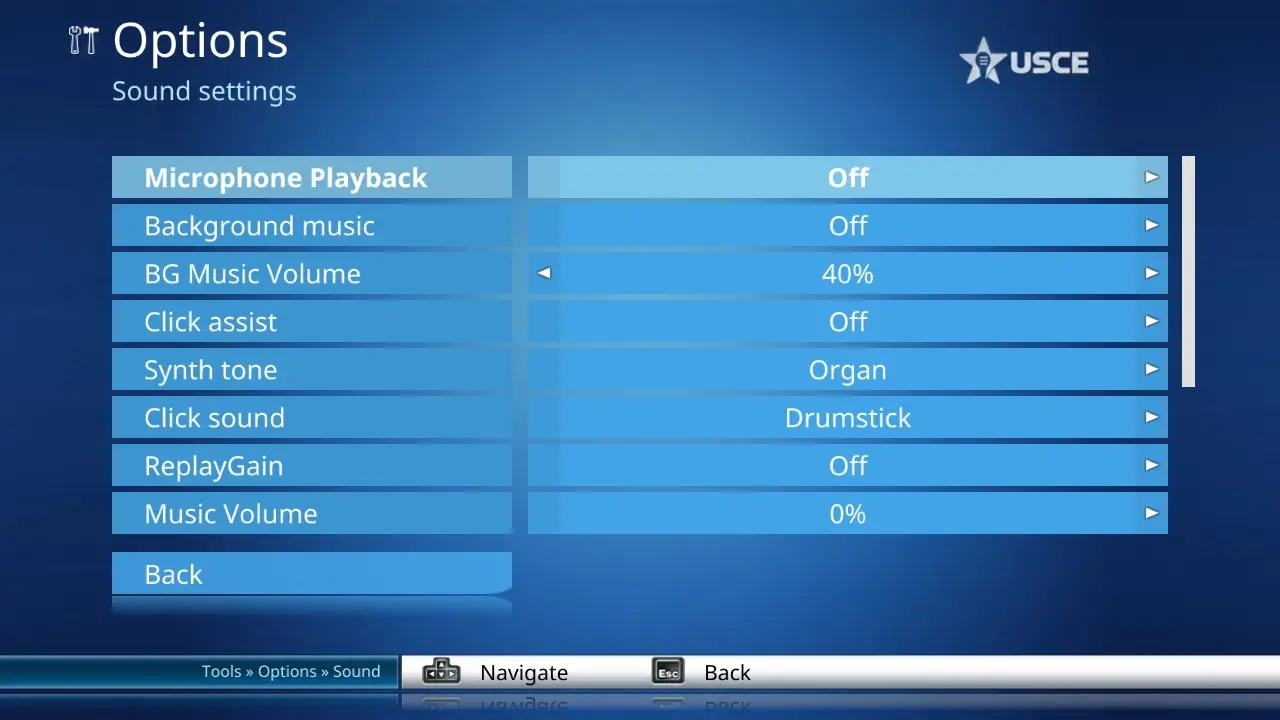 Options
USCE
Sound settings
Microphone Playback Off
Background music Off
BG Music Volume 40%
Click assist Off
Synth tone Organ
Click sound Drumstick
ReplayGain Off
Music Volume 0%
Back
Tools » Options » Sound Navigate Esc Back